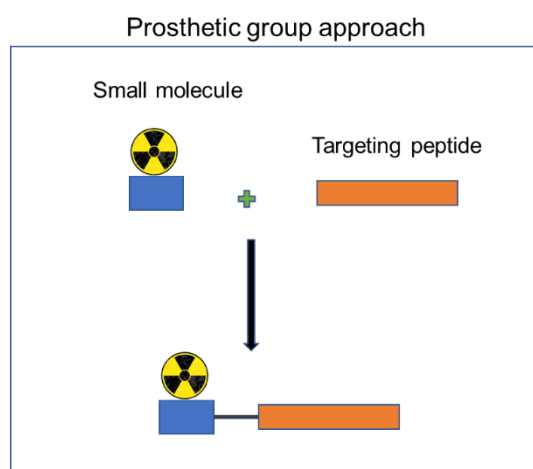 Prosthetic group approach
Small molecule
Targeting peptide